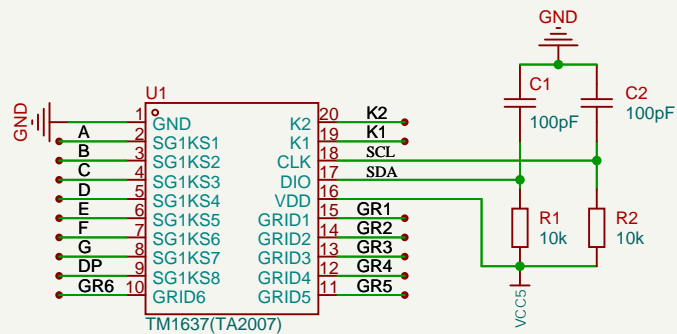 GND
U1
C1
C2
100pF
100pF
GND
1
GND
K2
20
K2
A
2
SG1KS1
K1
19
K1
B
3
SG1KS2
CLK
18
SCL
C
4
SG1KS3
DIO
17
SDA
D
5
SG1KS4
VDD
16
E
6
SG1KS5
GRID1
15
GR1
F
7
SG1KS6
GRID2
14
GR2
G
8
SG1KS7
GRID3
13
GR3
DP
9
SG1KS8
GRID4
12
GR4
GR6
10
GRID6
GRID5
11
GR5
R1
10k
R2
10k
VCC5
TM1637(TA2007)